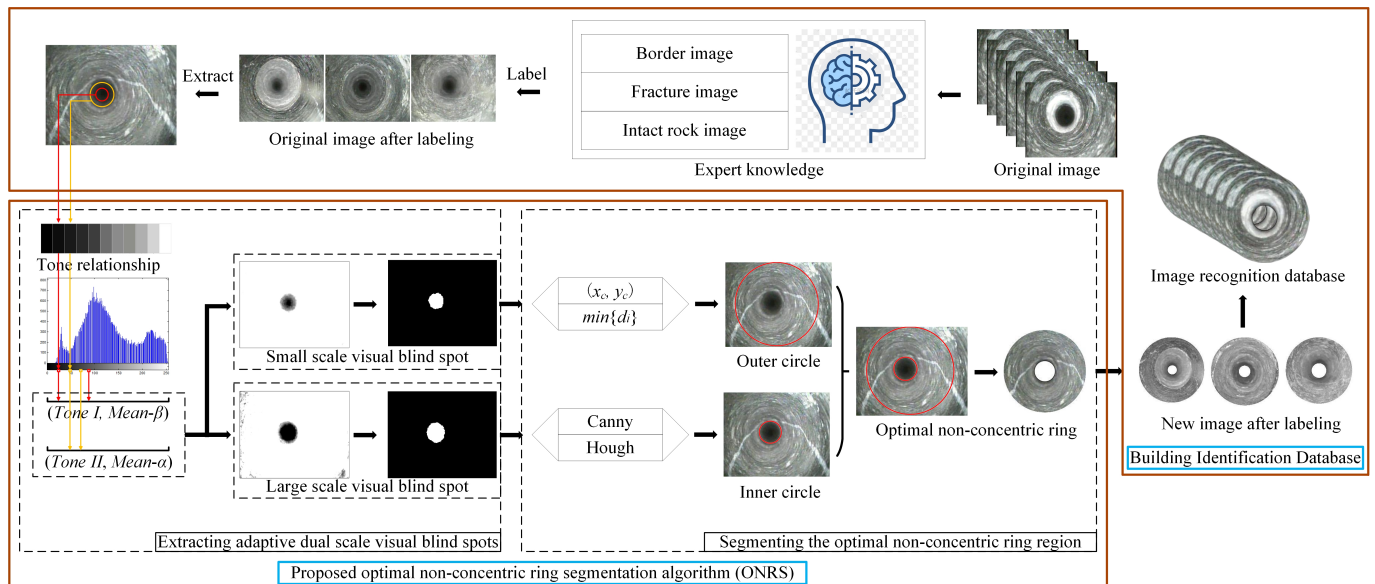 Extract
Label
Original image after labeling
Border image
Fracture image
Intact rock image
Expert knowledge
Original image
Tone relationship
(Tone I, Mean-β)
(Tone II, Mean-α)
Small scale visual blind spot
Large scale visual blind spot
Extracting adaptive dual scale visual blind spots
(x_c, y_c)
min{d_i}
Canny
Hough
Outer circle
Inner circle
Optimal non-concentric ring
Segmenting the optimal non-concentric ring region
Proposed optimal non-concentric ring segmentation algorithm (ONRS)
Image recognition database
New image after labeling
Building Identification Database